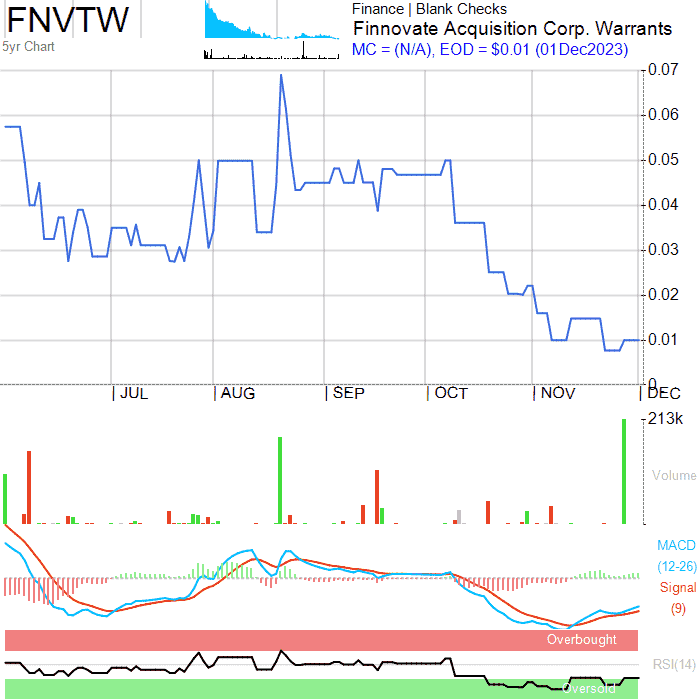 FNVTW
5yr Chart
Finance | Blank Checks
Finnovate Acquisition Corp. Warrants
MC = (N/A), EOD = $0.01 (01Dec2023)
0.07
0.06
0.05
0.04
0.03
0.02
0.01
0
JUL AUG SEP OCT NOV DEC
213k
Volume
MACD
(12-26)
Signal
(9)
Overbought
RSI(14)
Oversold